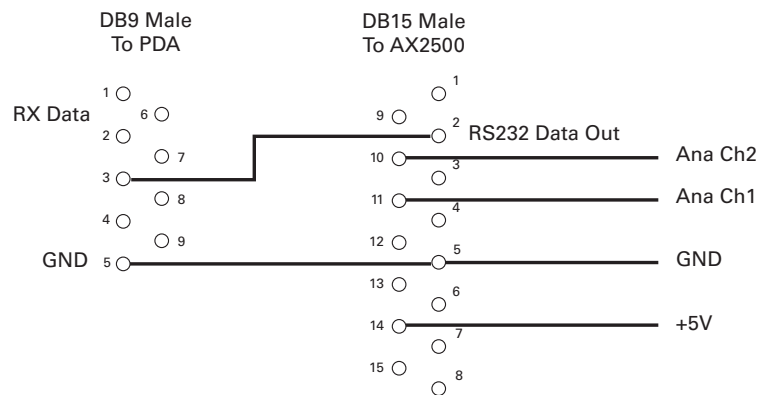 DB9 Male
To PDA
DB15 Male
To AX2500
1
6
RX Data
2
7
3
8
4
9
GND
5
1
9
2
RS232 Data Out
10
3
Ana Ch2
11
4
Ana Ch1
12
5
GND
13
6
14
7
+5V
15
8